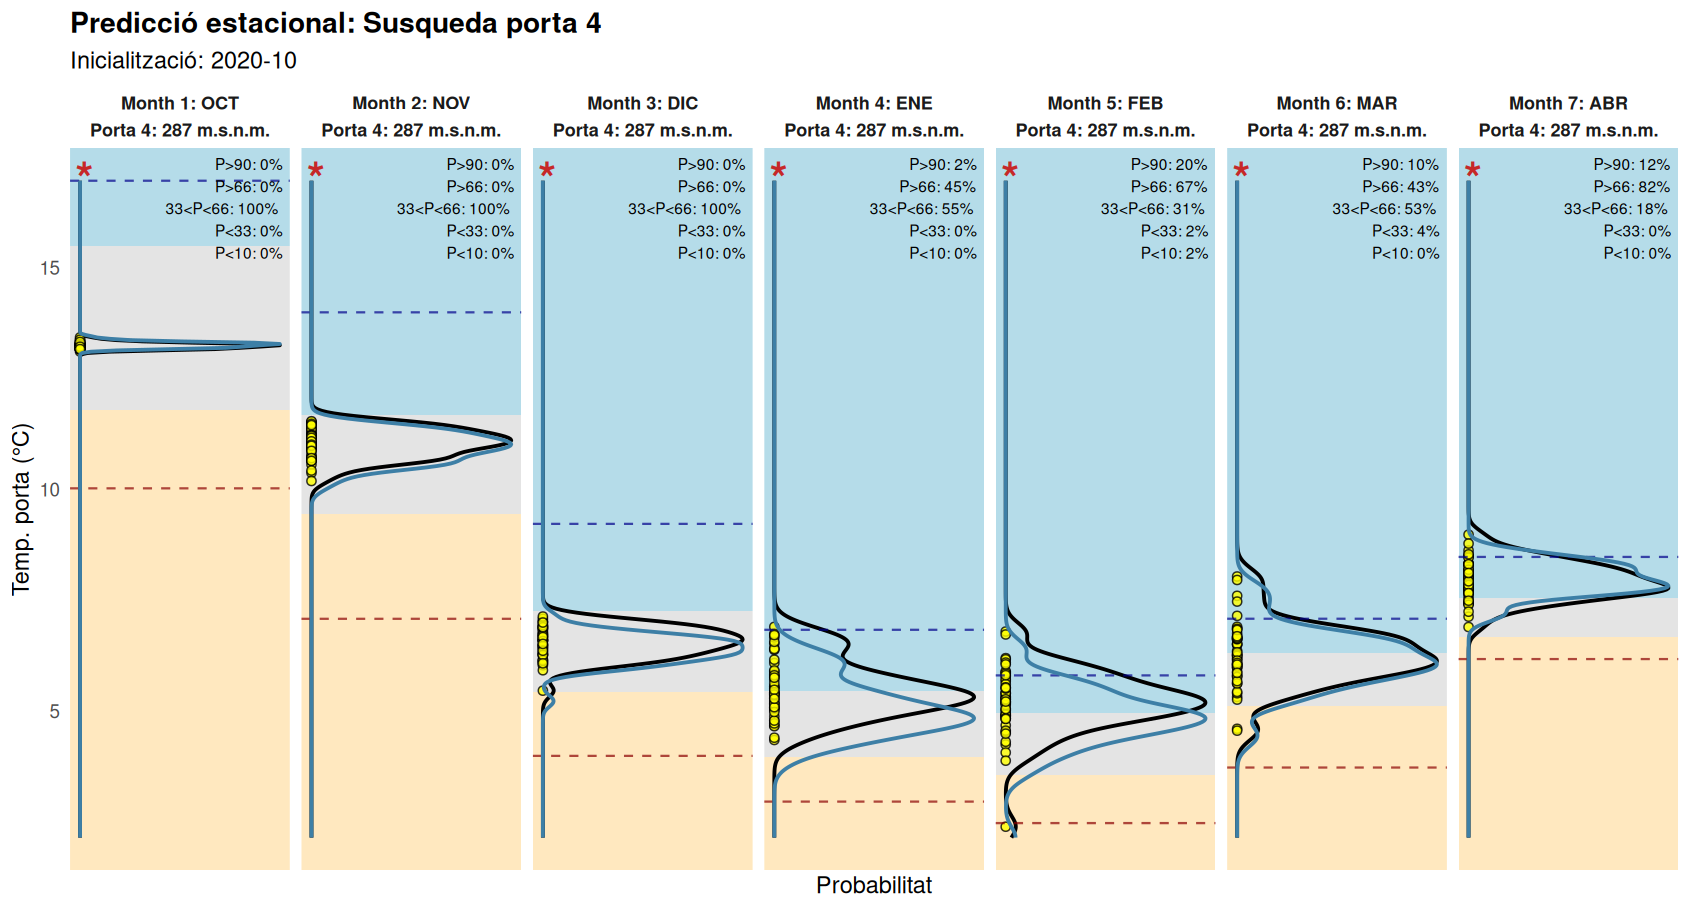 Predicció estacional: Susqueda porta 4
Inicialització: 2020-10
Month 1: OCT
Porta 4: 287 m.s.n.m.
Month 2: NOV
Porta 4: 287 m.s.n.m.
Month 3: DIC
Porta 4: 287 m.s.n.m.
Month 4: ENE
Porta 4: 287 m.s.n.m.
Month 5: FEB
Porta 4: 287 m.s.n.m.
Month 6: MAR
Porta 4: 287 m.s.n.m.
Month 7: ABR
Porta 4: 287 m.s.n.m.
*
P>90: 0%
P>66: 0%
33<P<66: 100%
P<33: 0%
P<10: 0%
*
P>90: 0%
P>66: 0%
33<P<66: 100%
P<33: 0%
P<10: 0%
*
P>90: 0%
P>66: 0%
33<P<66: 100%
P<33: 0%
P<10: 0%
*
P>90: 2%
P>66: 45%
33<P<66: 55%
P<33: 0%
P<10: 0%
*
P>90: 20%
P>66: 67%
33<P<66: 31%
P<33: 2%
P<10: 2%
*
P>90: 10%
P>66: 43%
33<P<66: 53%
P<33: 4%
P<10: 0%
*
P>90: 12%
P>66: 82%
33<P<66: 18%
P<33: 0%
P<10: 0%
15
10
5
Temp. porta (°C)
Probabilitat